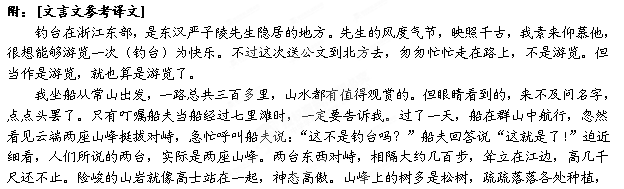 附：[文言文参考译文]
钓台在浙江东部，是东汉严子陵先生隐居的地方。先生的风度气节，映照千古，我素来仰慕他，
很想能够游览一次（钓台）为快乐。不过这次送公文到北方去，匆匆忙忙走在路上，不是游览。但
当作是游览，就也算是游览了。
我坐船从常山出发，一路总共三百多里，山水都有值得观赏的。但眼睛看到的，来不及问名字，
点点头罢了。只有叮嘱船夫当船经过七里滩时，一定要告诉我。过了一天，船在群山中航行，忽然
看见云端两座山峰挺拔对峙，急忙呼叫船夫说：“这不是钓台吗？”船夫回答说“这就是了！”迫近
细看，人们所说的两台，实际是两座山峰。两台东西对峙，相隔大约几百步，耸立在江边，高几千
尺还不止。险峻的山岩就像高士站在一起，神态高傲。山峰上的树多是松树，疏疏落落各处种植，